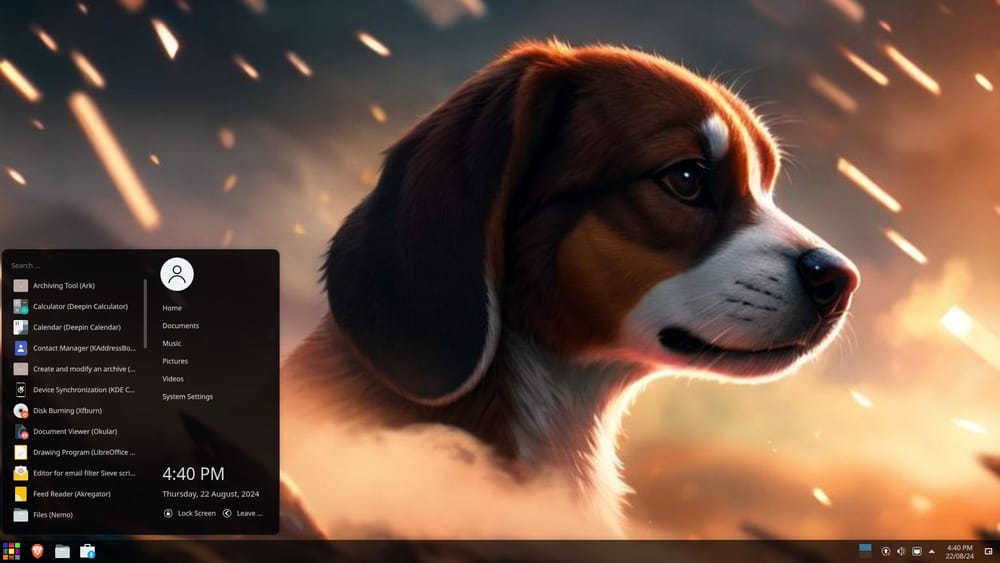 Search ...
Archiving Tool (Ark)
Calculator (Deepin Calculator)
Calendar (Deepin Calendar)
Contact Manager (KAddressBo...
Create and modify an archive (...
Device Synchronization (KDE C...
Disk Burning (Xfburn)
Document Viewer (Okular)
Drawing Program (LibreOffice ...
Editor for email filter Sieve scri...
Feed Reader (Akregator)
Files (Nemo)
Home
Documents
Music
Pictures
Videos
System Settings
4:40 PM
Thursday, 22 August, 2024
Lock Screen
Leave ...
4:40 PM
22/08/24